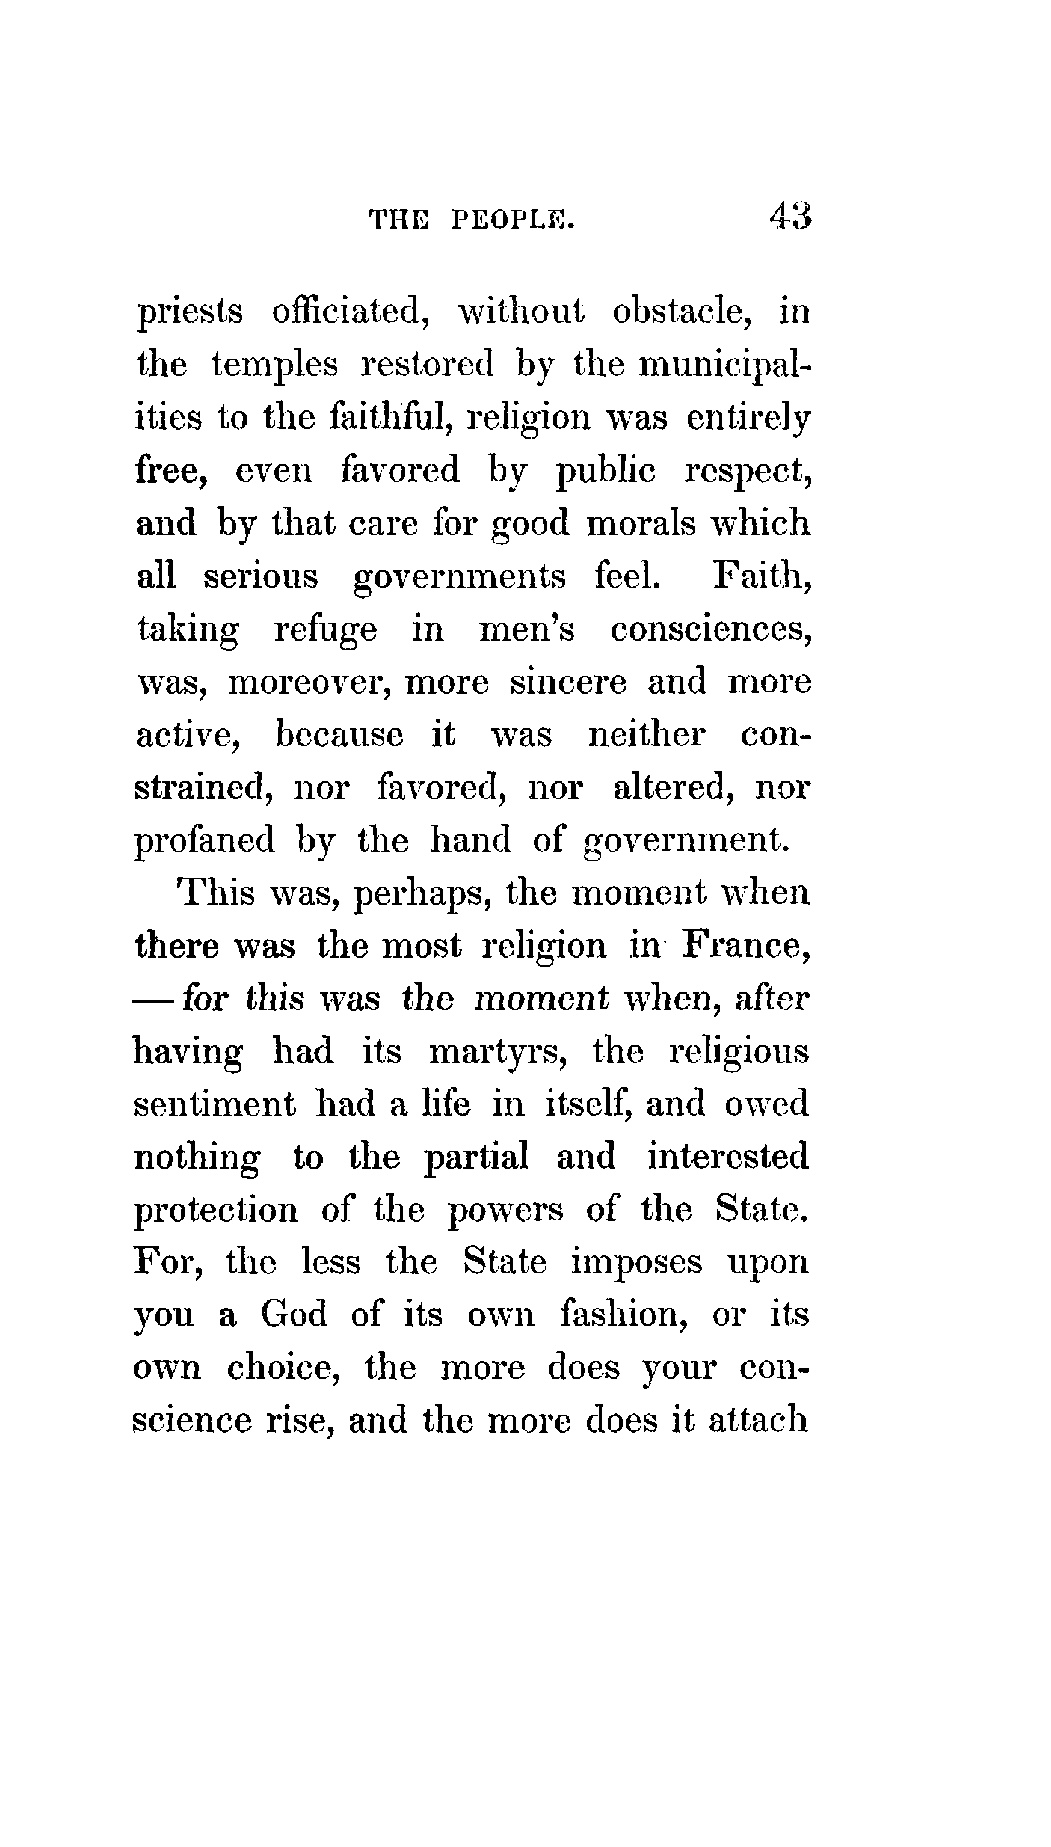 THE PEOPLE. 43
priests officiated, without obstacle, in
the temples restored by the municipal-
ities to the faithful, religion was entirely
free, even favored by public respect,
and by that care for good morals which
all serious governments feel. Faith,
taking refuge in men's consciences,
was, moreover, more sincere and more
active, because it was neither con-
strained, nor favored, nor altered, nor
profaned by the hand of government.
This was, perhaps, the moment when
there was the most religion in France,
— for this was the moment when, after
having had its martyrs, the religious
sentiment had a life in itself, and owed
nothing to the partial and interested
protection of the powers of the State.
For, the less the State imposes upon
you a God of its own fashion, or its
own choice, the more does your con-
science rise, and the more does it attach